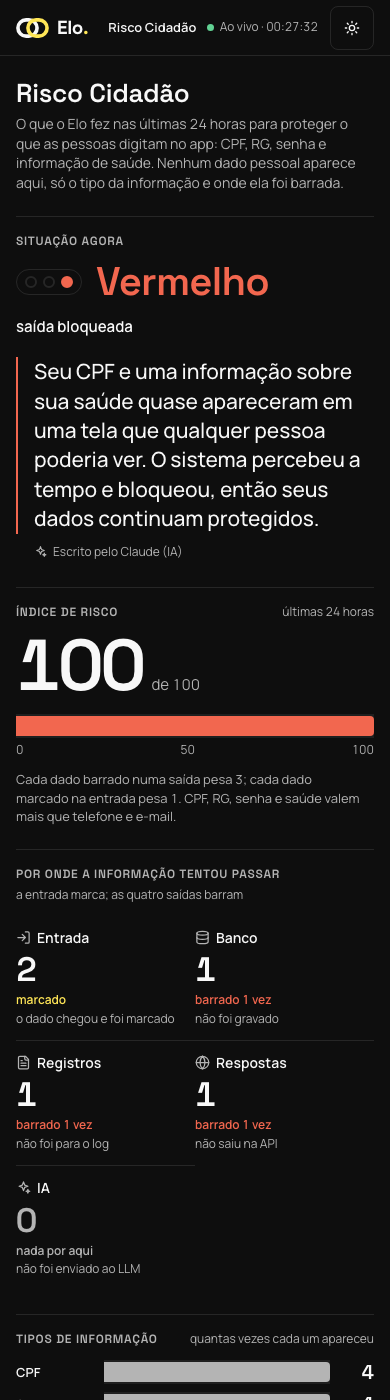 Elo.
Risco Cidadão
Ao vivo · 00:27:32
Risco Cidadão
O que o Elo fez nas últimas 24 horas para proteger o
que as pessoas digitam no app: CPF, RG, senha e
informação de saúde. Nenhum dado pessoal aparece
aqui, só o tipo da informação e onde ela foi barrada.
SITUAÇÃO AGORA
Vermelho
saída bloqueada
Seu CPF e uma informação sobre
sua saúde quase apareceram em
uma tela que qualquer pessoa
poderia ver. O sistema percebeu a
tempo e bloqueou, então seus
dados continuam protegidos.
Escrito pelo Claude (IA)
ÍNDICE DE RISCO
últimas 24 horas
100 de 100
0 50 100
Cada dado barrado numa saída pesa 3; cada dado
marcado na entrada pesa 1. CPF, RG, senha e saúde valem
mais que telefone e e-mail.
POR ONDE A INFORMAÇÃO TENTOU PASSAR
a entrada marca; as quatro saídas barram
Entrada
2
marcado
o dado chegou e foi marcado
Banco
1
barrado 1 vez
não foi gravado
Registros
1
barrado 1 vez
não foi para o log
Respostas
1
barrado 1 vez
não saiu na API
IA
0
nada por aqui
não foi enviado ao LLM
TIPOS DE INFORMAÇÃO
quantas vezes cada um apareceu
CPF 4